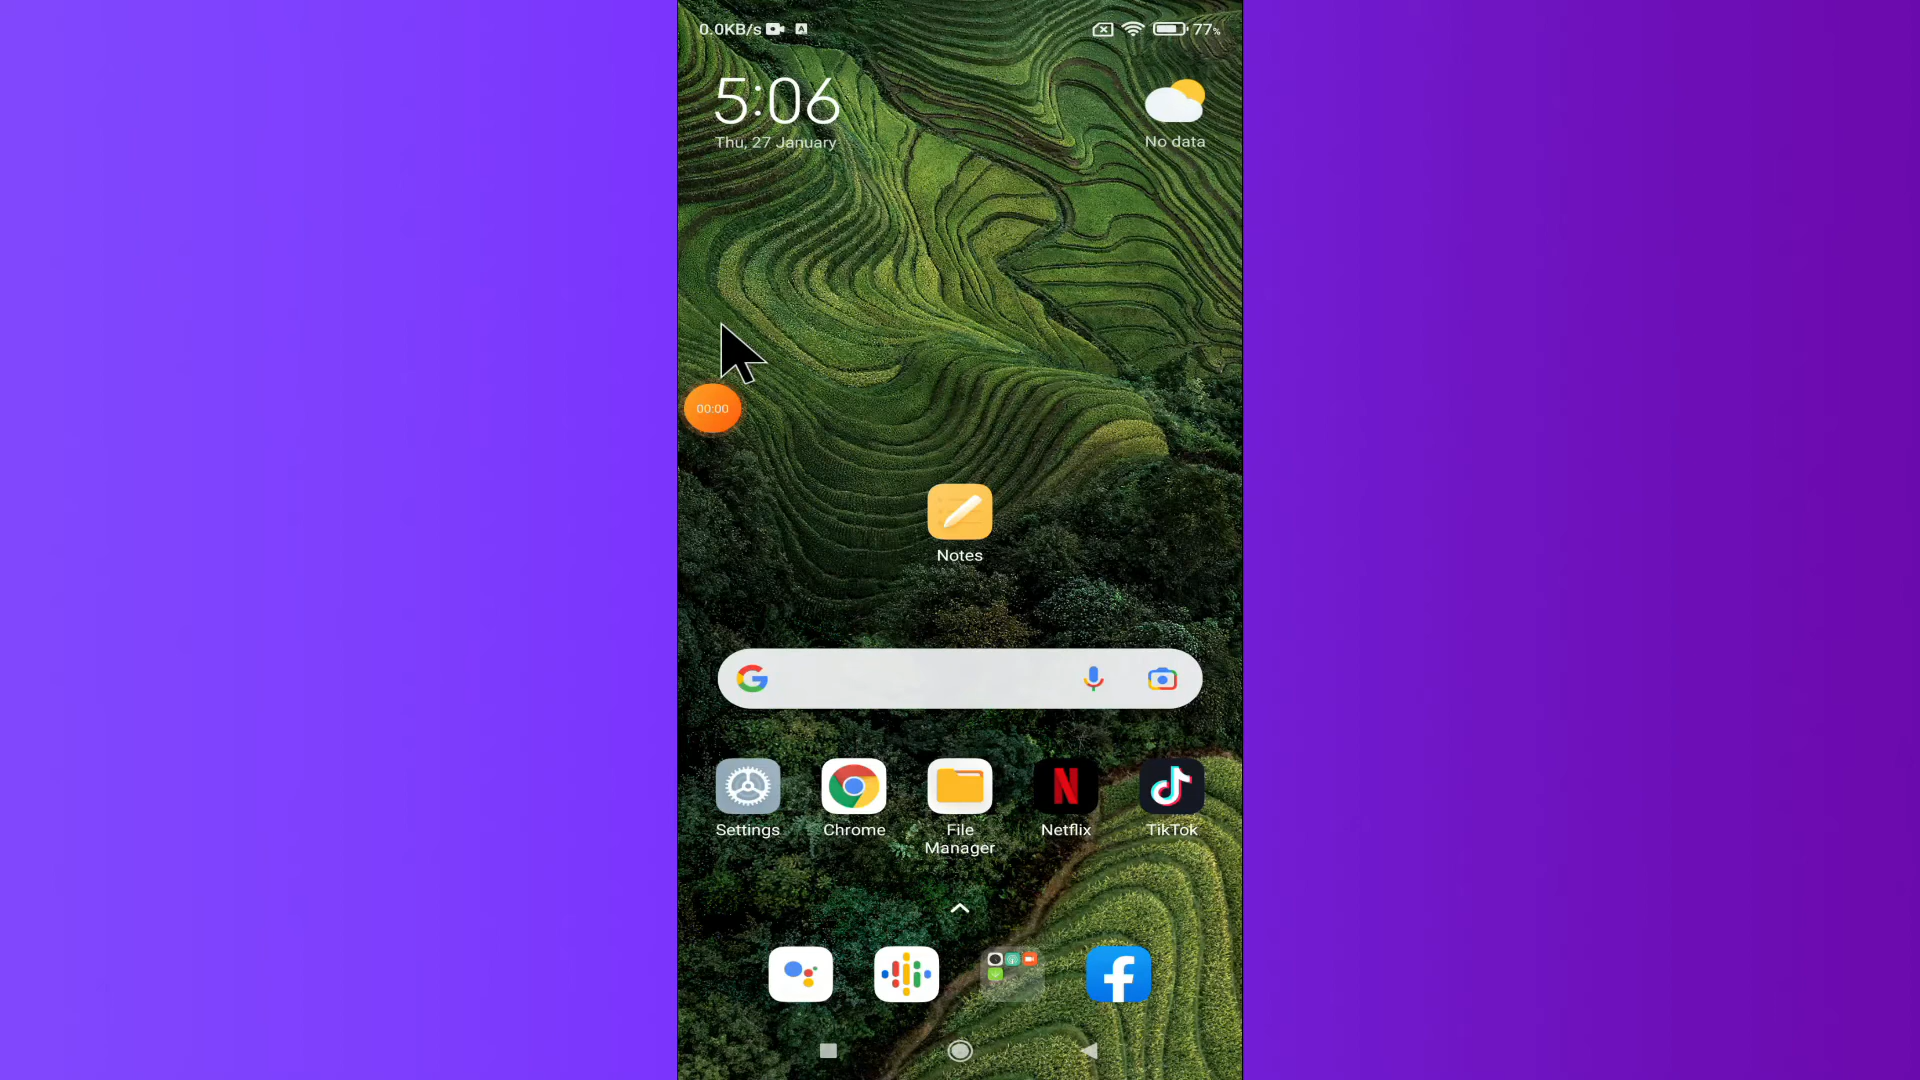 0.0KB/s
77%
5:06
Thu, 27 January
No data
00:00
Notes
Settings
Chrome
File
Manager
Netflix
TikTok